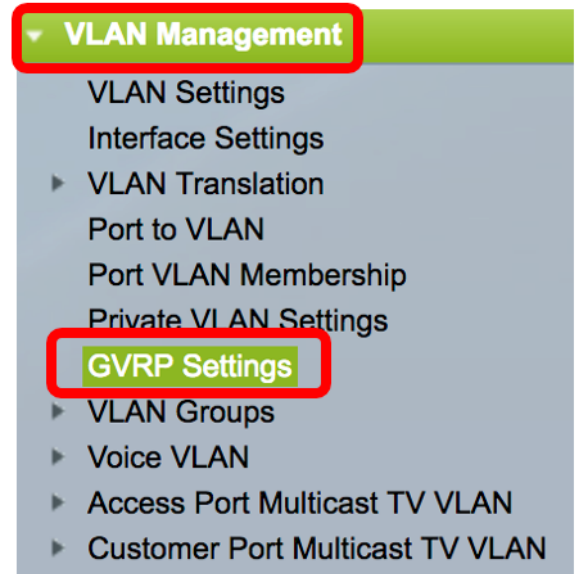 VLAN Management
VLAN Settings
Interface Settings
VLAN Translation
Port to VLAN
Port VLAN Membership
Private VLAN Settings
GVRP Settings
VLAN Groups
Voice VLAN
Access Port Multicast TV VLAN
Customer Port Multicast TV VLAN